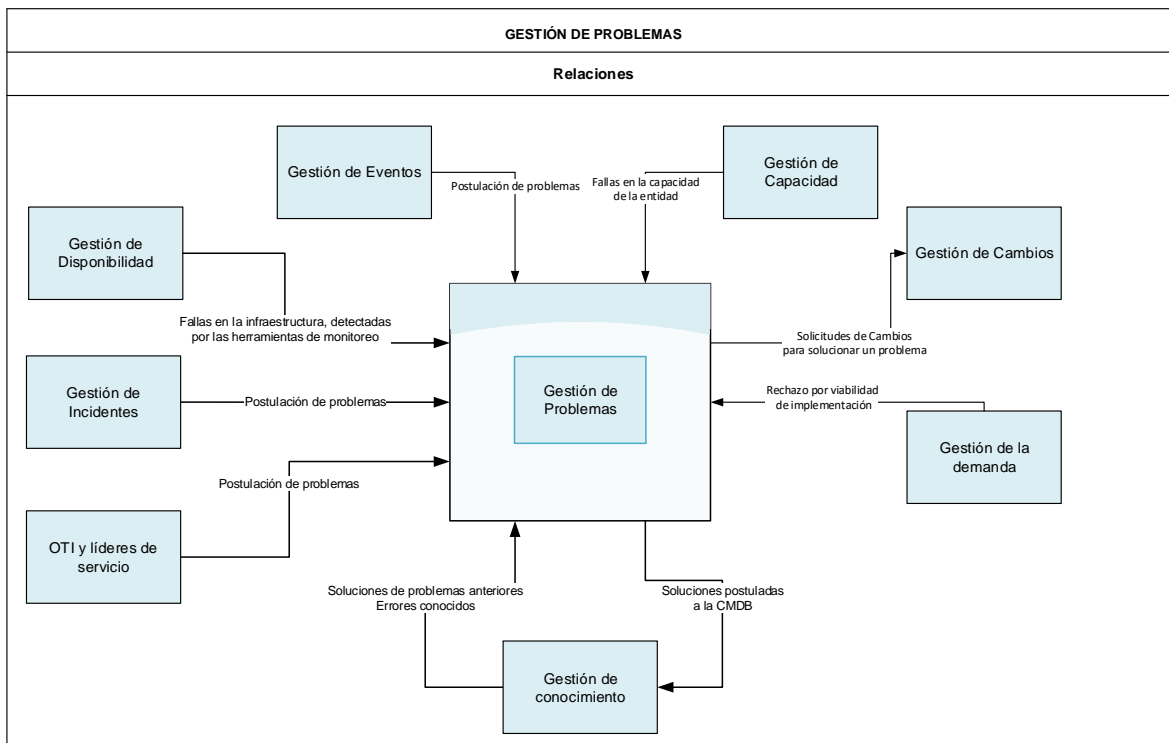 GESTIÓN DE PROBLEMAS
Relaciones
Gestión de Eventos
Postulación de problemas
Gestión de
Capacidad
Fallas en la capacidad
de la entidad
Gestión de
Disponibilidad
Fallas en la infraestructura, detectadas
por las herramientas de monitoreo
Gestión de Cambios
Solicitudes de Cambios
para solucionar un problema
Gestión de
Incidentes
Postulación de problemas
Gestión de
Problemas
Rechazo por viabilidad
de implementación
Gestión de la
demanda
Postulación de problemas
OTI y líderes de
servicio
Soluciones de problemas anteriores
Errores conocidos
Soluciones postuladas
a la CMDB
Gestión de
conocimiento